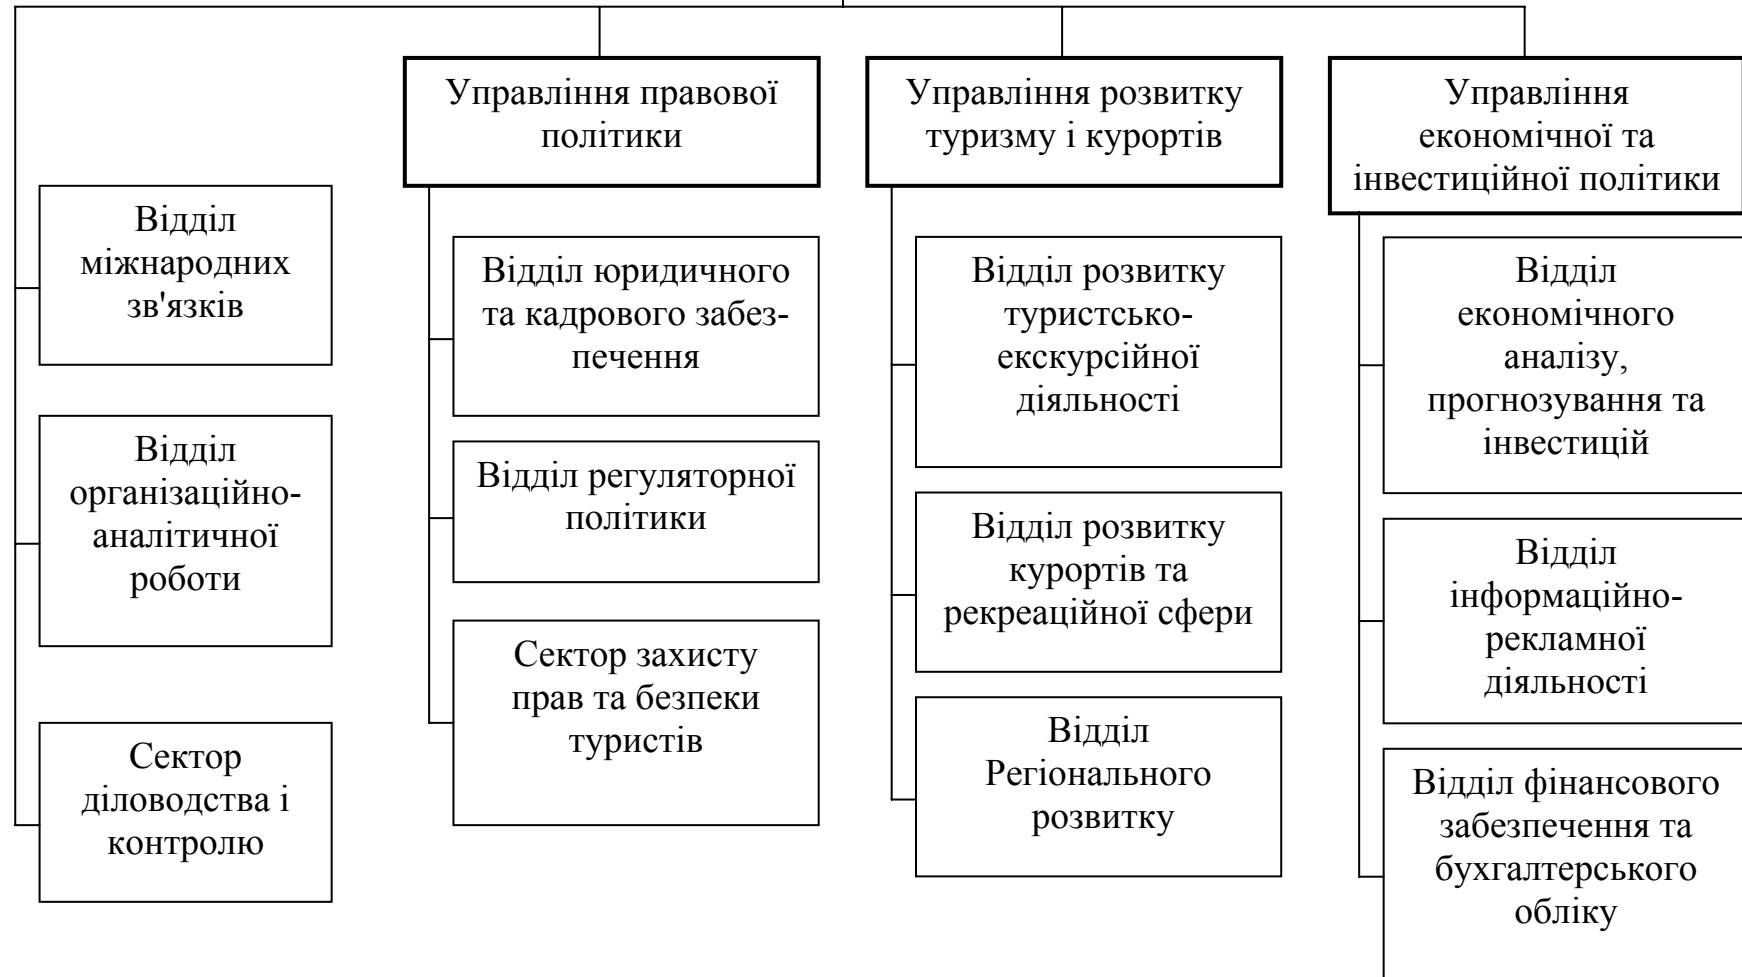 Управління правової
політики
Управління розвитку
туризму і курортів
Управління
економічної та
інвестиційної політики
Відділ
міжнародних
зв'язків
Відділ
організаційно-
аналітичної
роботи
Сектор
діловодства і
контролю
Відділ юридичного
та кадрового забез-
печення
Відділ регуляторної
політики
Сектор захисту
прав та безпеки
туристів
Відділ розвитку
туристсько-
екскурсійної
діяльності
Відділ розвитку
курортів та
рекреаційної сфери
Відділ
Регіонального
розвитку
Відділ
економічного
аналізу,
прогнозування та
інвестицій
Відділ
інформаційно-
рекламної
діяльності
Відділ фінансового
забезпечення та
бухгалтерського
обліку